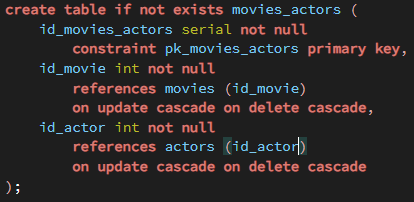 create table if not exists movies_actors (
    id_movies_actors serial not null
        constraint pk_movies_actors primary key,
    id_movie int not null
        references movies (id_movie)
        on update cascade on delete cascade,
    id_actor int not null
        references actors (id_actor)
        on update cascade on delete cascade
);